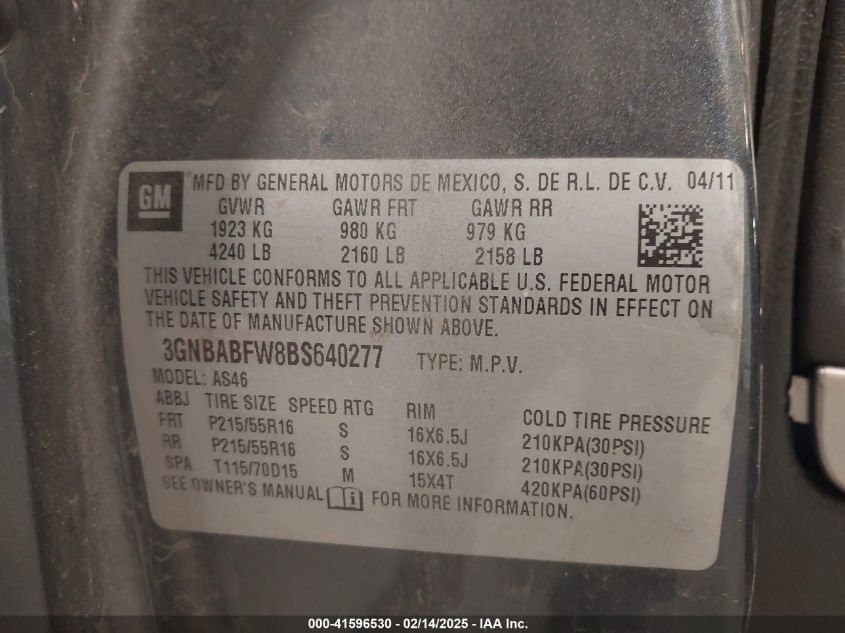 GM
MFD BY GENERAL MOTORS DE MEXICO, S. DE R.L. DE C.V. 04/11
GVWR GAWR FRT GAWR RR
1923 KG 980 KG 979 KG
4240 LB 2160 LB 2158 LB
THIS VEHICLE CONFORMS TO ALL APPLICABLE U.S. FEDERAL MOTOR
VEHICLE SAFETY AND THEFT PREVENTION STANDARDS IN EFFECT ON
THE DATE OF MANUFACTURE SHOWN ABOVE.
3GNBABFW8BS640277 TYPE: M.P.V.
MODEL: AS46
ABBJ TIRE SIZE SPEED RTG RIM COLD TIRE PRESSURE
FRT P215/55R16 S 16X6.5J 210KPA(30PSI)
RR P215/55R16 S 16X6.5J 210KPA(30PSI)
SPA T115/70D15 M 15X4T 420KPA(60PSI)
SEE OWNER'S MANUAL i FOR MORE INFORMATION.
000-41596530 - 02/14/2025 - IAA Inc.